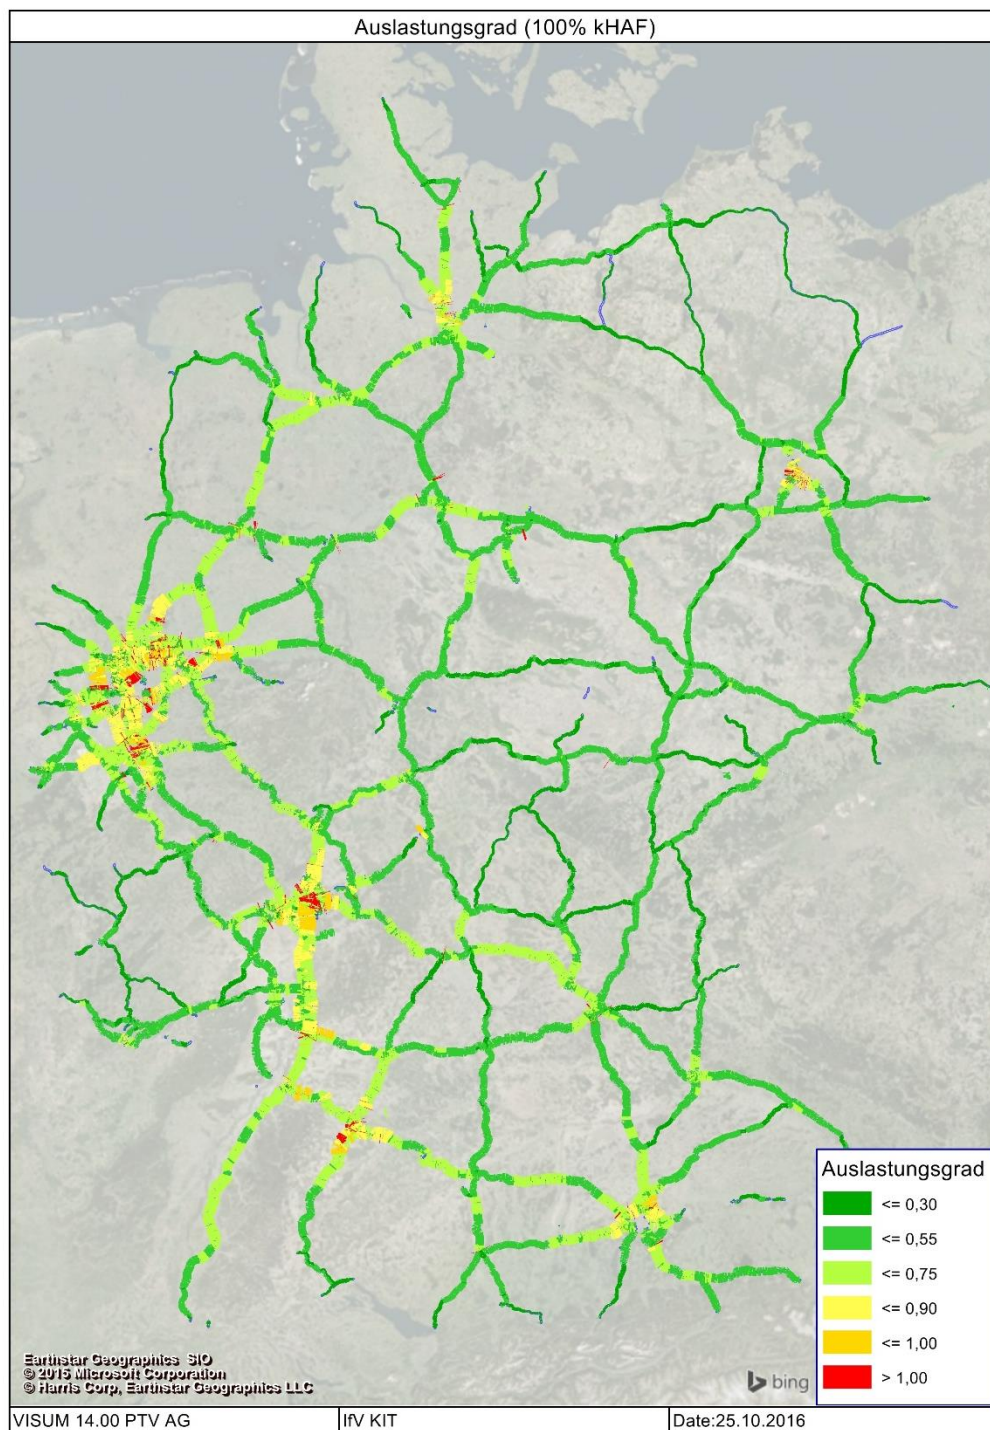 Auslastungsgrad (100% kHAF)
Auslastungsgrad
<= 0,30
<= 0,55
<= 0,75
<= 0,90
<= 1,00
> 1,00
Earthstar Geographics SIO
© 2015 Microsoft Corporation
© Harris Corp, Earthstar Geographics LLC
bing
VISUM 14.00 PTV AG
IfV KIT
Date:25.10.2016